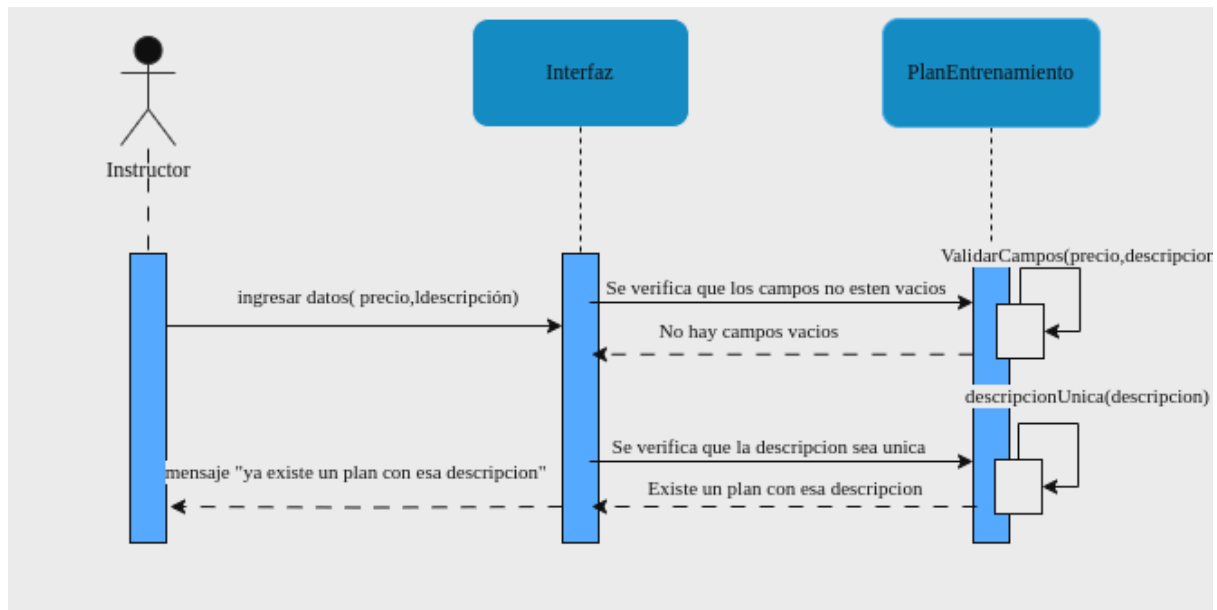 Interfaz
PlanEntrenamiento
Instructor
ValidarCampos(precio,descripcion
ingresar datos( precio,ldescripción)
Se verifica que los campos no esten vacios
No hay campos vacios
descripcionUnica(descripcion)
Se verifica que la descripcion sea unica
mensaje "ya existe un plan con esa descripcion"
Existe un plan con esa descripcion